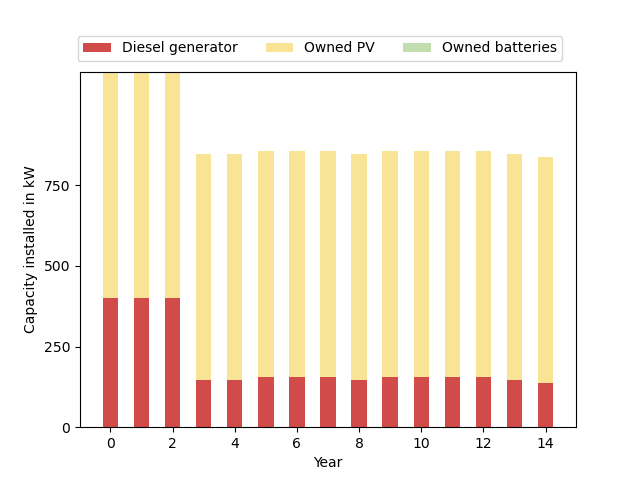 Diesel generator Owned PV Owned batteries
Capacity installed in kW
750
500
250
0
0 2 4 6 8 10 12 14
Year